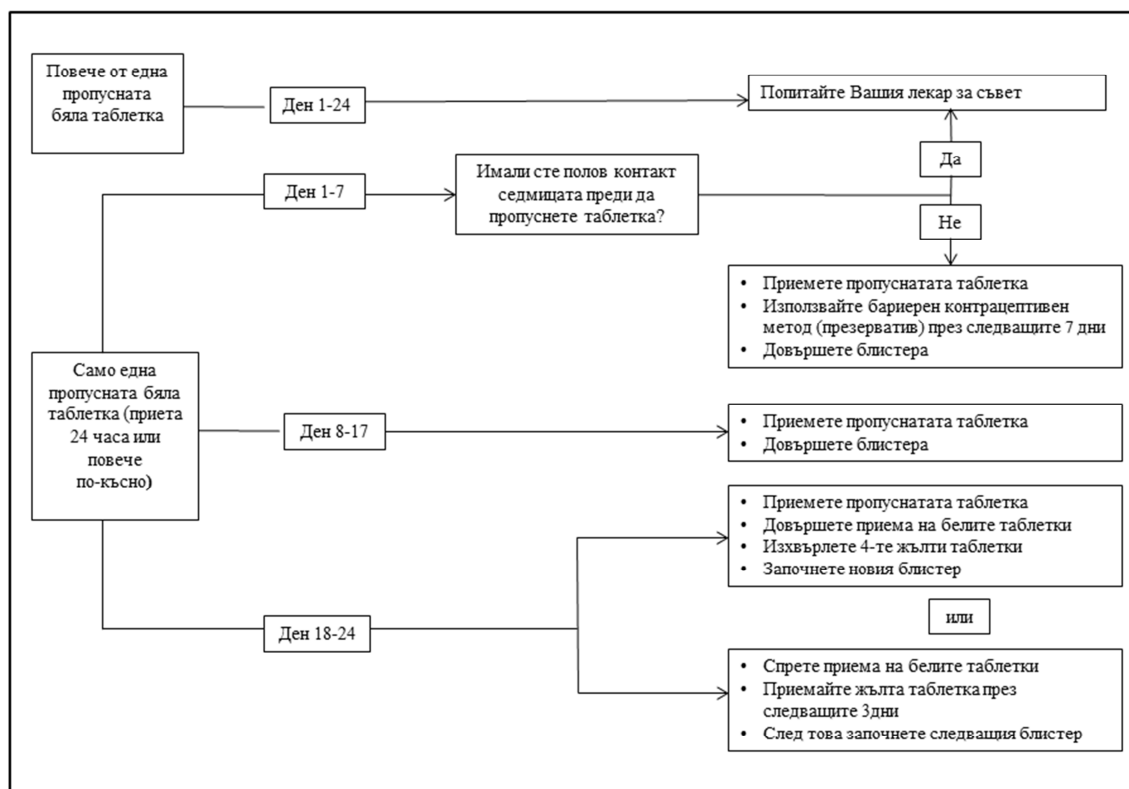 Повече от една
пропусната
бяла таблетка
Ден 1-24
Попитайте Вашия лекар за съвет
Да
Ден 1-7
Имали сте полов контакт
седмицата преди да
пропуснете таблетка?
Не
• Приемете пропуснатата таблетка
• Използвайте бариерен контрацептивен
метод (презерватив) през следващите 7 дни
• Довършете блистера
Само една
пропусната бяла
таблетка (приета
24 часа или
повече
по-късно)
Ден 8-17
• Приемете пропуснатата таблетка
• Довършете блистера
• Приемете пропуснатата таблетка
• Довършете приема на белите таблетки
• Изхвърлете 4-те жълти таблетки
• Започнете новия блистер
Ден 18-24
или
• Спрете приема на белите таблетки
• Приемайте жълта таблетка през
следващите 3дни
• След това започнете следващия блистер